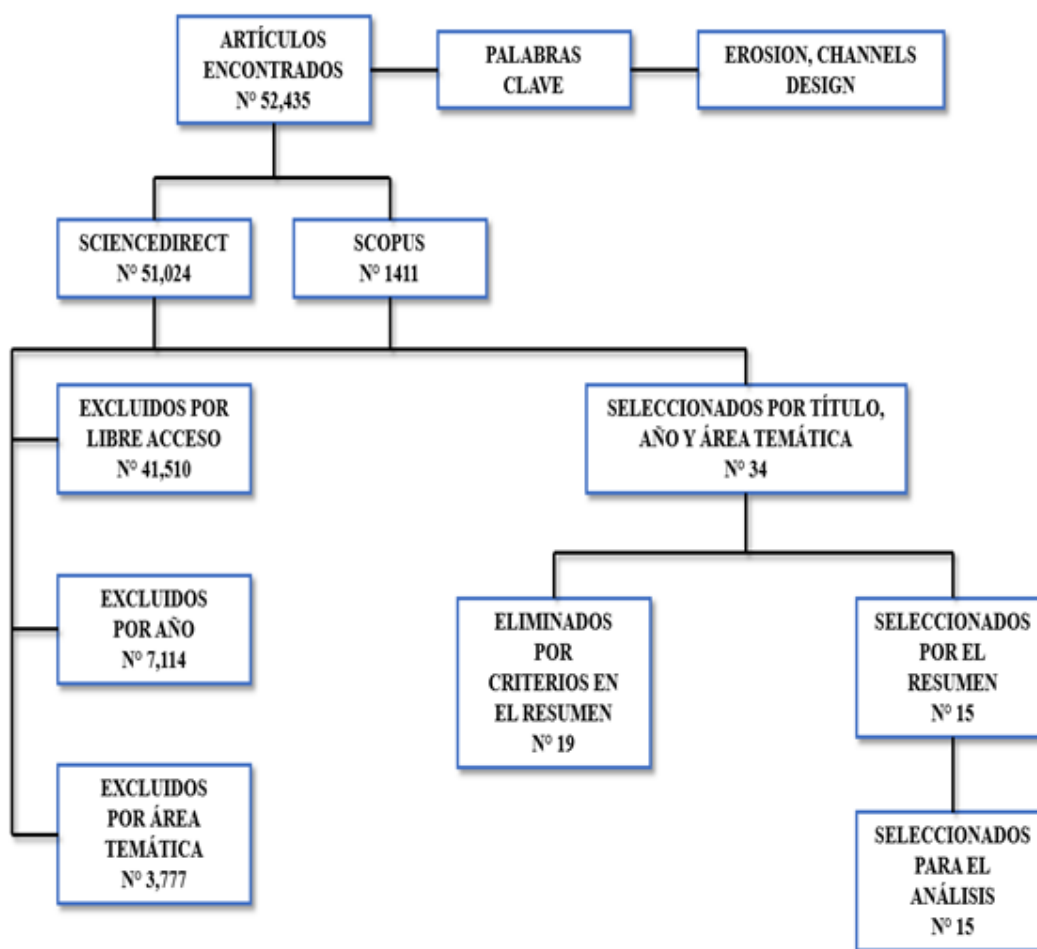 ARTÍCULOS
ENCONTRADOS
N° 52,435
PALABRAS
CLAVE
EROSION, CHANNELS
DESIGN
SCIENCEDIRECT
N° 51,024
SCOPUS
N° 1411
EXCLUIDOS POR
LIBRE ACCESO
N° 41,510
SELECCIONADOS POR TÍTULO,
AÑO Y ÁREA TEMÁTICA
N° 34
EXCLUIDOS
POR AÑO
N° 7,114
ELIMINADOS
POR
CRITERIOS EN
EL RESUMEN
N° 19
SELECCIONADOS
POR EL
RESUMEN
N° 15
EXCLUIDOS
POR ÁREA
TEMÁTICA
N° 3,777
SELECCIONADOS
PARA EL
ANÁLISIS
N° 15